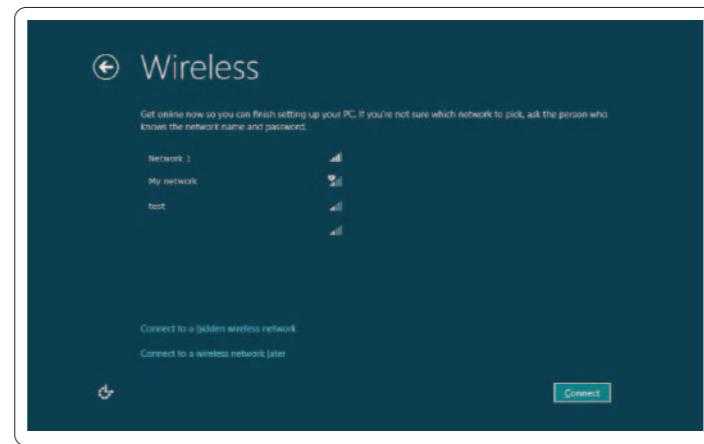 Wireless
Get online now so you can finish setting up your PC. If you're not sure which network to pick, ask the person who
knows the network name and password.
Network 1
My network
test
Connect to a hidden wireless network
Connect to a wireless network later
Connect